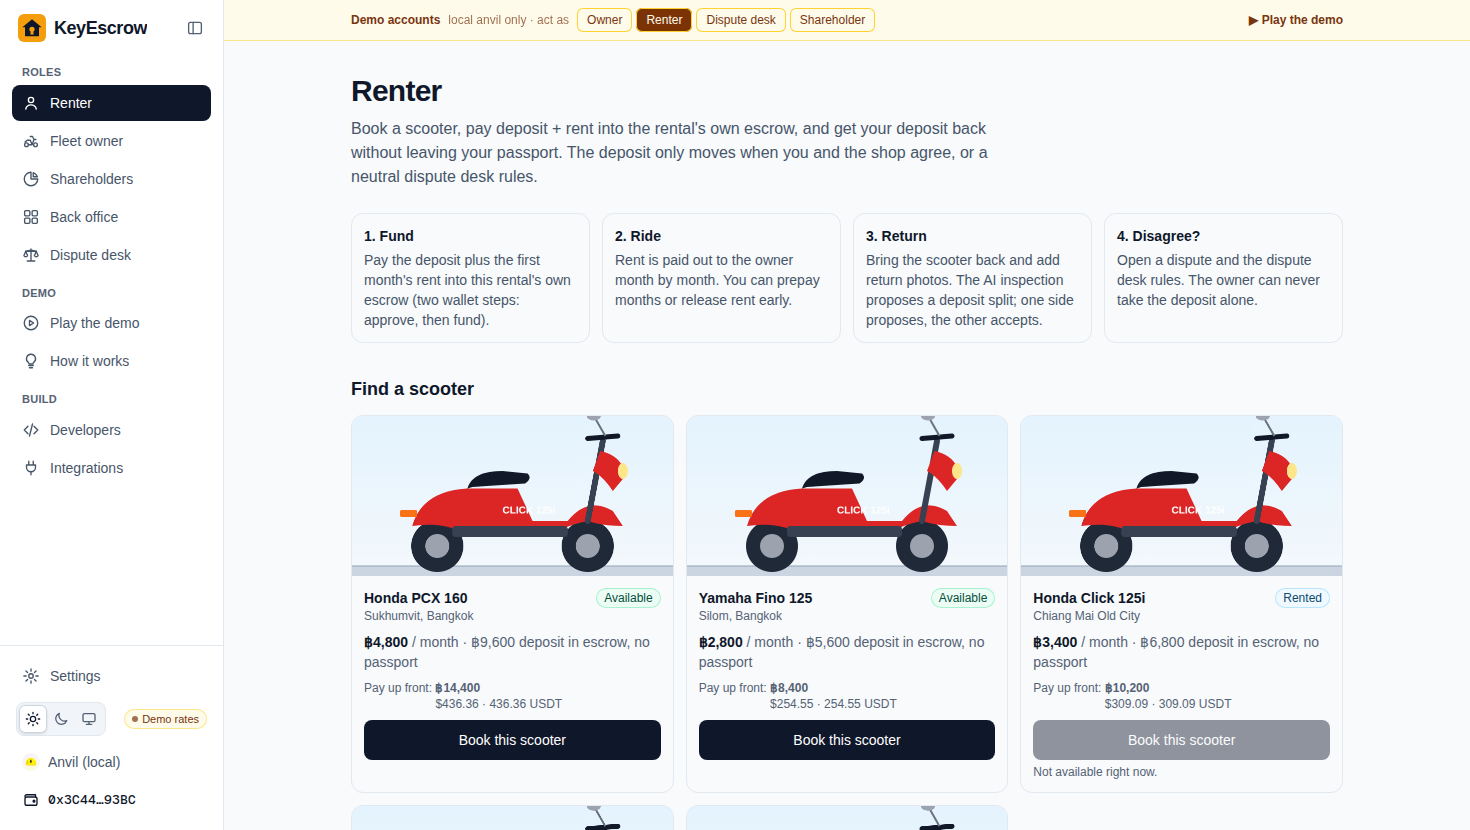 KeyEscrow
ROLES
Renter
Fleet owner
Shareholders
Back office
Dispute desk
DEMO
Play the demo
How it works
BUILD
Developers
Integrations
Settings
Demo rates
Anvil (local)
0x3C44…93BC
Demo accounts local anvil only · act as Owner Renter Dispute desk Shareholder ▶ Play the demo
Renter
Book a scooter, pay deposit + rent into the rental's own escrow, and get your deposit back
without leaving your passport. The deposit only moves when you and the shop agree, or a
neutral dispute desk rules.
1. Fund
Pay the deposit plus the first
month's rent into this rental's own
escrow (two wallet steps:
approve, then fund).
2. Ride
Rent is paid out to the owner
month by month. You can prepay
months or release rent early.
3. Return
Bring the scooter back and add
return photos. The AI inspection
proposes a deposit split; one side
proposes, the other accepts.
4. Disagree?
Open a dispute and the dispute
desk rules. The owner can never
take the deposit alone.
Find a scooter
CLICK 125i
Honda PCX 160 Available
Sukhumvit, Bangkok
฿4,800 / month · ฿9,600 deposit in escrow, no
passport
Pay up front: ฿14,400
$436.36 · 436.36 USDT
Book this scooter
CLICK 125i
Yamaha Fino 125 Available
Silom, Bangkok
฿2,800 / month · ฿5,600 deposit in escrow, no
passport
Pay up front: ฿8,400
$254.55 · 254.55 USDT
Book this scooter
CLICK 125i
Honda Click 125i Rented
Chiang Mai Old City
฿3,400 / month · ฿6,800 deposit in escrow, no
passport
Pay up front: ฿10,200
$309.09 · 309.09 USDT
Book this scooter
Not available right now.